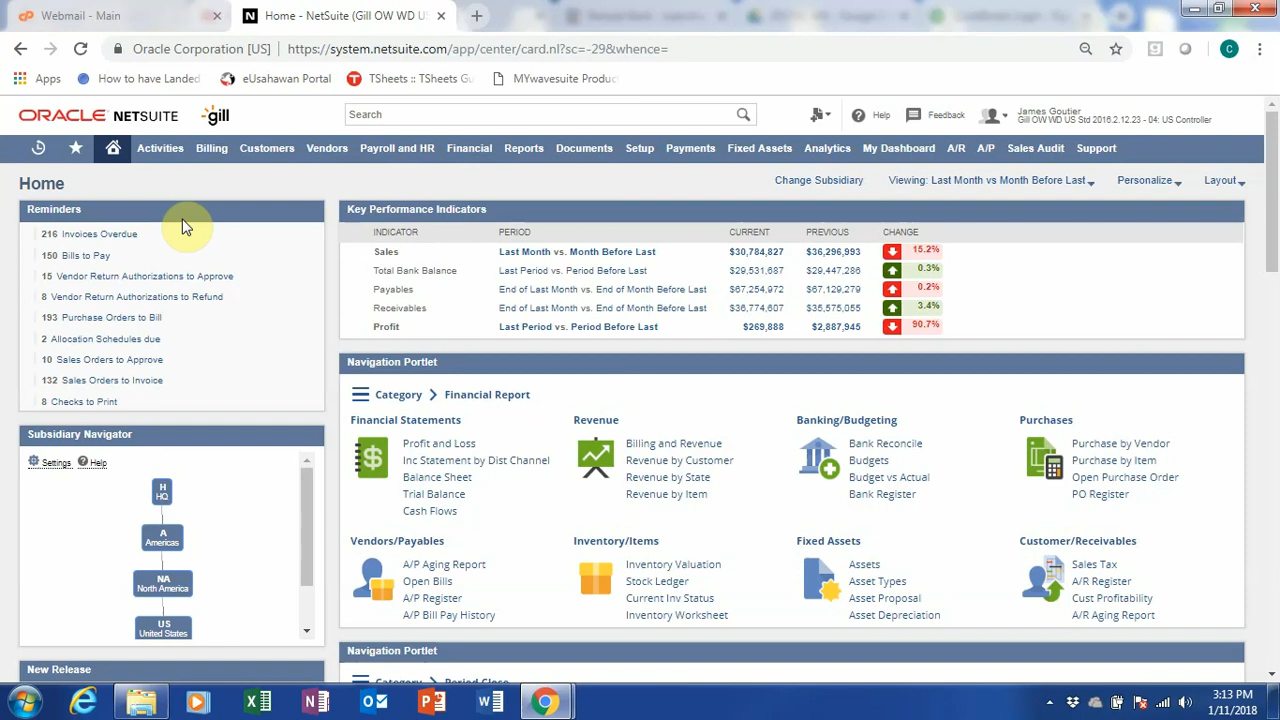 Webmail - Main
Home - NetSuite (Gill OW WD US
Oracle Corporation [US]
https://system.netsuite.com/app/center/card.nl?sc=-29&whence=
Apps
How to have Landed
eUsahawan Portal
TSheets :: TSheets Gu
MYwavesuite Produc
ORACLE NETSUITE
gill
Search
Help
Feedback
James Goutier
Gill OW WD US Std 2016.2.12.23 - 04: US Controller
Activities
Billing
Customers
Vendors
Payroll and HR
Financial
Reports
Documents
Setup
Payments
Fixed Assets
Analytics
My Dashboard
A/R
A/P
Sales Audit
Support
Home
Change Subsidiary
Viewing: Last Month vs Month Before Last
Personalize
Layout
Reminders
216 Invoices Overdue
150 Bills to Pay
15 Vendor Return Authorizations to Approve
8 Vendor Return Authorizations to Refund
193 Purchase Orders to Bill
2 Allocation Schedules due
10 Sales Orders to Approve
132 Sales Orders to Invoice
8 Checks to Print
Subsidiary Navigator
Settings
Help
H
HQ
A
Americas
NA
North America
US
United States
New Release
Key Performance Indicators
INDICATOR PERIOD CURRENT PREVIOUS CHANGE
Sales Last Month vs. Month Before Last $30,784,827 $36,296,993 15.2%
Total Bank Balance Last Period vs. Period Before Last $29,531,687 $29,447,286 0.3%
Payables End of Last Month vs. End of Month Before Last $67,254,972 $67,129,279 0.2%
Receivables End of Last Month vs. End of Month Before Last $36,774,607 $35,575,055 3.4%
Profit Last Period vs. Period Before Last $269,888 $2,887,945 90.7%
Navigation Portlet
Category
Financial Report
Financial Statements
Profit and Loss
Inc Statement by Dist Channel
Balance Sheet
Trial Balance
Cash Flows
Revenue
Billing and Revenue
Revenue by Customer
Revenue by State
Revenue by Item
Banking/Budgeting
Bank Reconcile
Budgets
Budget vs Actual
Bank Register
Purchases
Purchase by Vendor
Purchase by Item
Open Purchase Order
PO Register
Vendors/Payables
A/P Aging Report
Open Bills
A/P Register
A/P Bill Pay History
Inventory/Items
Inventory Valuation
Stock Ledger
Current Inv Status
Inventory Worksheet
Fixed Assets
Assets
Asset Types
Asset Proposal
Asset Depreciation
Customer/Receivables
Sales Tax
A/R Register
Cust Profitability
A/R Aging Report
Navigation Portlet
Category
Period Close
3:13 PM
1/11/2018